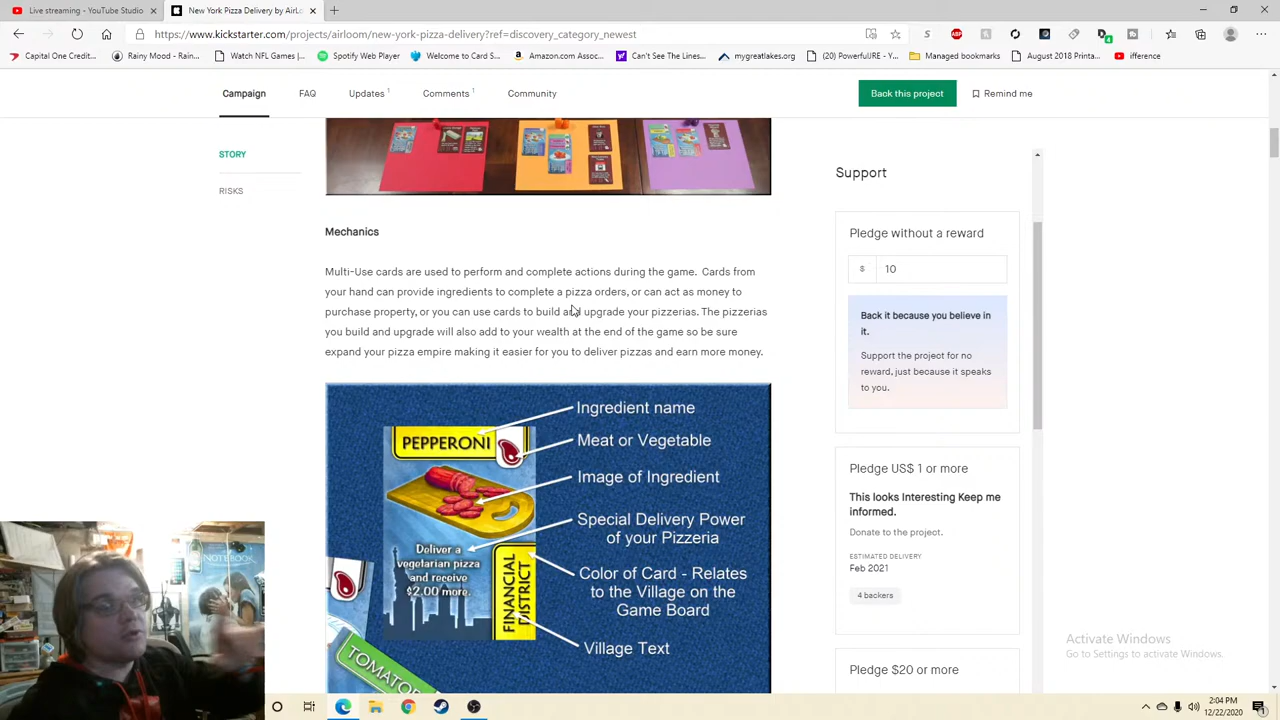 Live streaming - YouTube Studio
New York Pizza Delivery by AirLo
https://www.kickstarter.com/projects/airloom/new-york-pizza-delivery?ref=discovery_category_newest
Capital One Credit...
Rainy Mood - Rain...
Watch NFL Games |...
Spotify Web Player
Welcome to Card S...
Amazon.com Assoc...
Can't See The Lines...
mygreatlakes.org
(20) PowerfulJRE - Y...
Managed bookmarks
August 2018 Printa...
ifference
Campaign
FAQ
Updates 1
Comments 1
Community
Back this project
Remind me
STORY
RISKS
Mechanics
Multi-Use cards are used to perform and complete actions during the game. Cards from
your hand can provide ingredients to complete a pizza orders, or can act as money to
purchase property, or you can use cards to build and upgrade your pizzerias. The pizzerias
you build and upgrade will also add to your wealth at the end of the game so be sure
expand your pizza empire making it easier for you to deliver pizzas and earn more money.
Ingredient name
PEPPERONI
Meat or Vegetable
Image of Ingredient
Special Delivery Power
of your Pizzeria
Deliver a
vegetarian pizza
and receive
$2.00 more.
FINANCIAL
DISTRICT
Color of Card - Relates
to the Village on the
Game Board
Village Text
TOMATO
Support
Pledge without a reward
$ 10
Back it because you believe in
it.
Support the project for no
reward, just because it speaks
to you.
Pledge US$ 1 or more
This looks Interesting Keep me
informed.
Donate to the project.
ESTIMATED DELIVERY
Feb 2021
4 backers
Pledge $20 or more
Activate Windows
Go to Settings to activate Windows.
NOTEBOOK
2:04 PM
12/22/2020